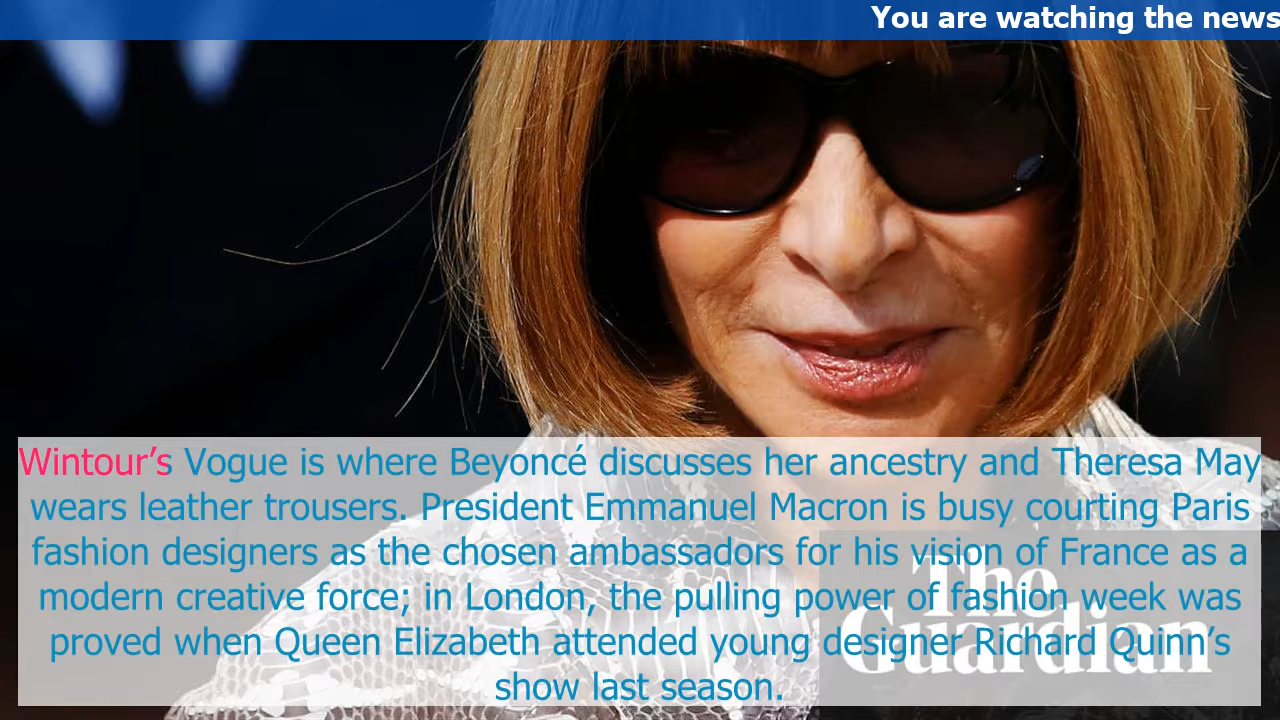 You are watching the news
Wintour’s Vogue is where Beyoncé discusses her ancestry and Theresa May
wears leather trousers. President Emmanuel Macron is busy courting Paris
fashion designers as the chosen ambassadors for his vision of France as a
modern creative force; in London, the pulling power of fashion week was
proved when Queen Elizabeth attended young designer Richard Quinn’s
show last season.
The
Guardian